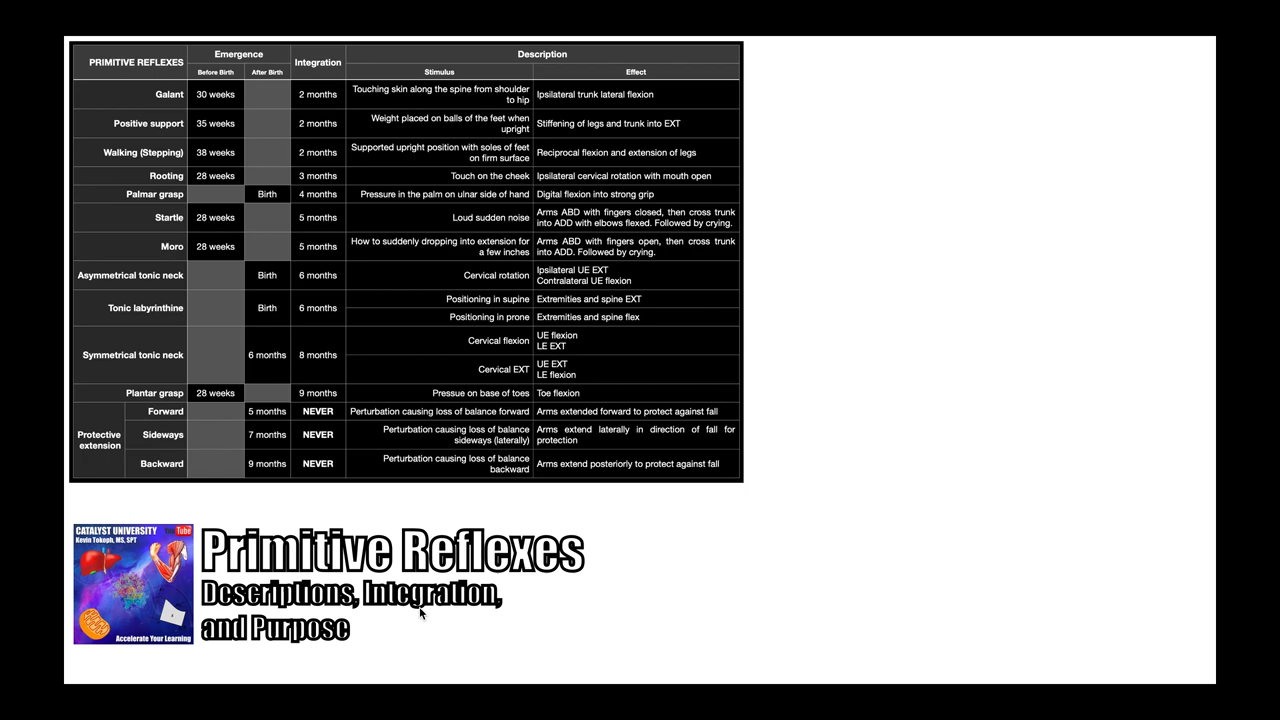 PRIMITIVE REFLEXES
Emergence
Integration
Description
Before Birth
After Birth
Stimulus
Effect
Galant
30 weeks
2 months
Touching skin along the spine from shoulder
to hip
Ipsilateral trunk lateral flexion
Positive support
35 weeks
2 months
Weight placed on balls of the feet when
upright
Stiffening of legs and trunk into EXT
Walking (Stepping)
38 weeks
2 months
Supported upright position with soles of feet
on firm surface
Reciprocal flexion and extension of legs
Rooting
28 weeks
3 months
Touch on the cheek
Ipsilateral cervical rotation with mouth open
Palmar grasp
Birth
4 months
Pressure in the palm on ulnar side of hand
Digital flexion into strong grip
Startle
28 weeks
5 months
Loud sudden noise
Arms ABD with fingers closed, then cross trunk
into ADD with elbows flexed. Followed by crying.
Moro
28 weeks
5 months
How to suddenly dropping into extension for
a few inches
Arms ABD with fingers open, then cross trunk
into ADD. Followed by crying.
Asymmetrical tonic neck
Birth
6 months
Cervical rotation
Ipsilateral UE EXT
Contralateral UE flexion
Tonic labyrinthine
Birth
6 months
Positioning in supine
Extremities and spine EXT
Positioning in prone
Extremities and spine flex
Symmetrical tonic neck
6 months
8 months
Cervical flexion
UE flexion
LE EXT
Cervical EXT
UE EXT
LE flexion
Plantar grasp
28 weeks
9 months
Pressue on base of toes
Toe flexion
Protective
extension
Forward
5 months
NEVER
Perturbation causing loss of balance forward
Arms extended forward to protect against fall
Sideways
7 months
NEVER
Perturbation causing loss of balance
sideways (laterally)
Arms extend laterally in direction of fall for
protection
Backward
9 months
NEVER
Perturbation causing loss of balance
backward
Arms extend posteriorly to protect against fall
CATALYST UNIVERSITY
Kevin Tokoph, MS, SPT
You Tube
Accelerate Your Learning
Primitive Reflexes
Descriptions, Integration,
and Purpose